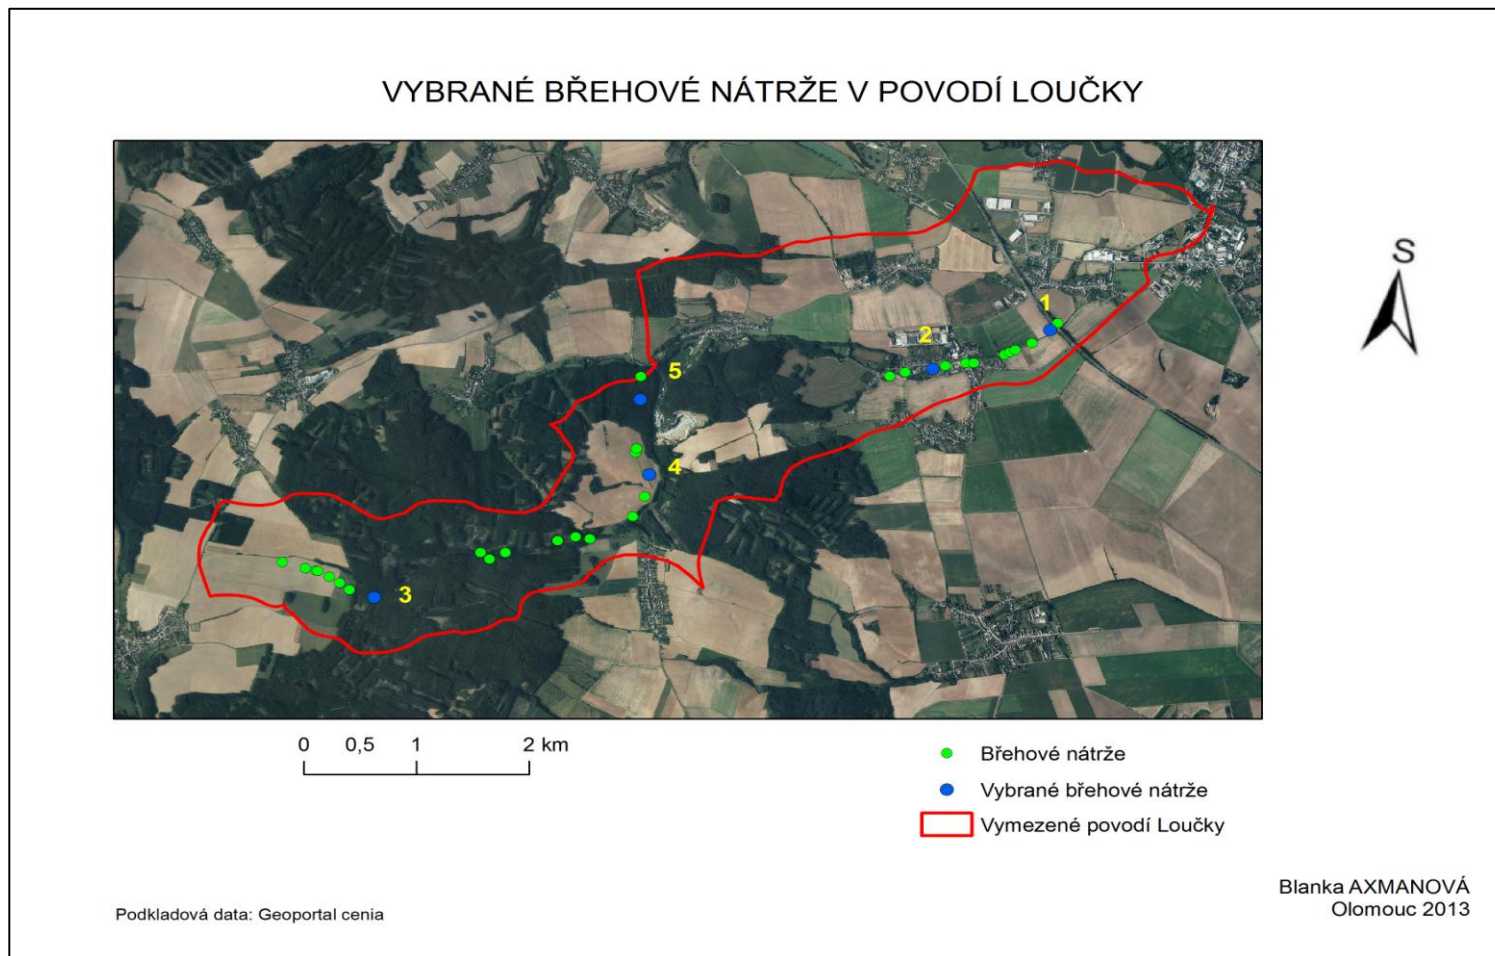 VYBRANÉ BŘEHOVÉ NÁTRŽE V POVODÍ LOUČKY
S
1
2
5
4
3
0 0,5 1 2 km
Břehové nátrže
Vybrané břehové nátrže
Vymezené povodí Loučky
Blanka AXMANOVÁ
Olomouc 2013
Podkladová data: Geoportal cenia